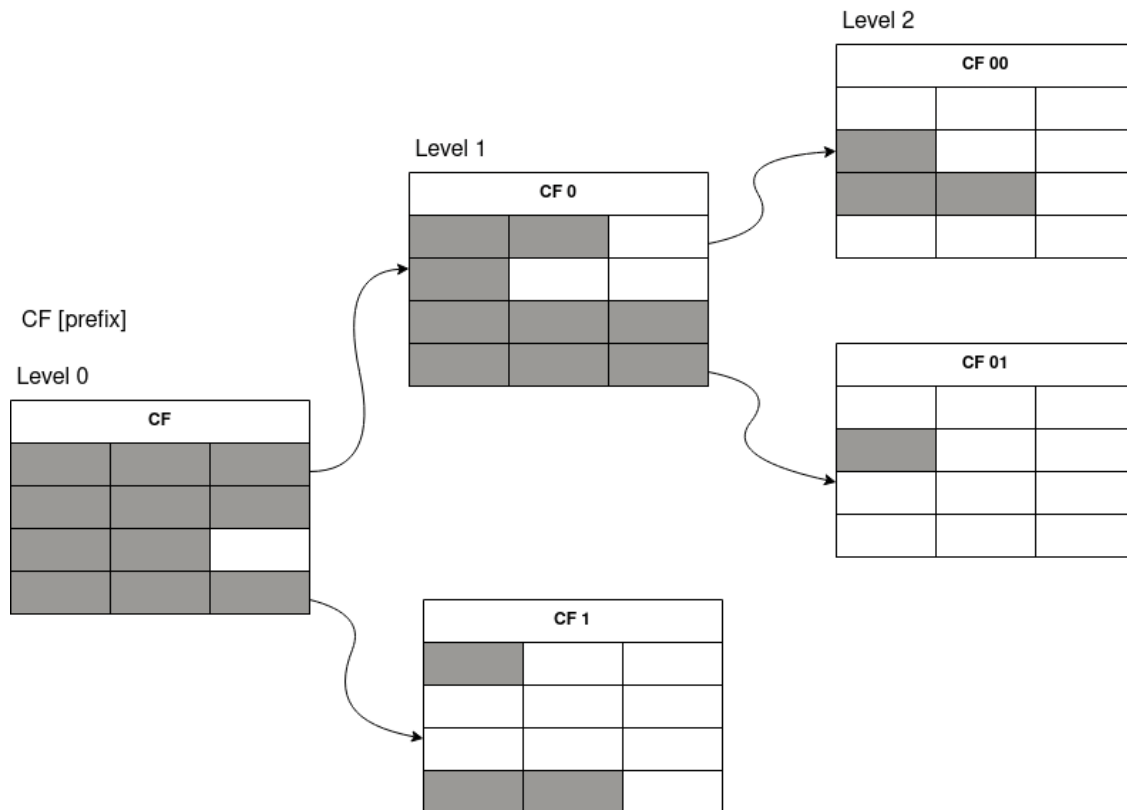 Level 2
CF 00
Level 1
CF 0
CF [prefix]
Level 0
CF 01
CF
CF 1